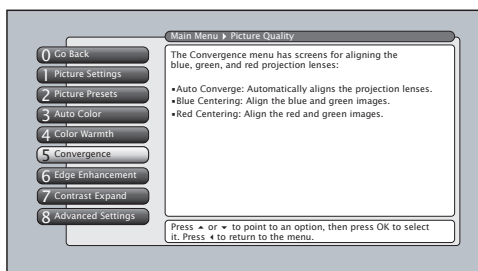 Main Menu ▸ Picture Quality
0 Go Back
1 Picture Settings
2 Picture Presets
3 Auto Color
4 Color Warmth
5 Convergence
6 Edge Enhancement
7 Contrast Expand
8 Advanced Settings
The Convergence menu has screens for aligning the
blue, green, and red projection lenses:
▪Auto Converge: Automatically aligns the projection lenses.
▪Blue Centering: Align the blue and green images.
▪Red Centering: Align the red and green images.
Press ▴ or ▾ to point to an option, then press OK to select
it. Press ◂ to return to the menu.